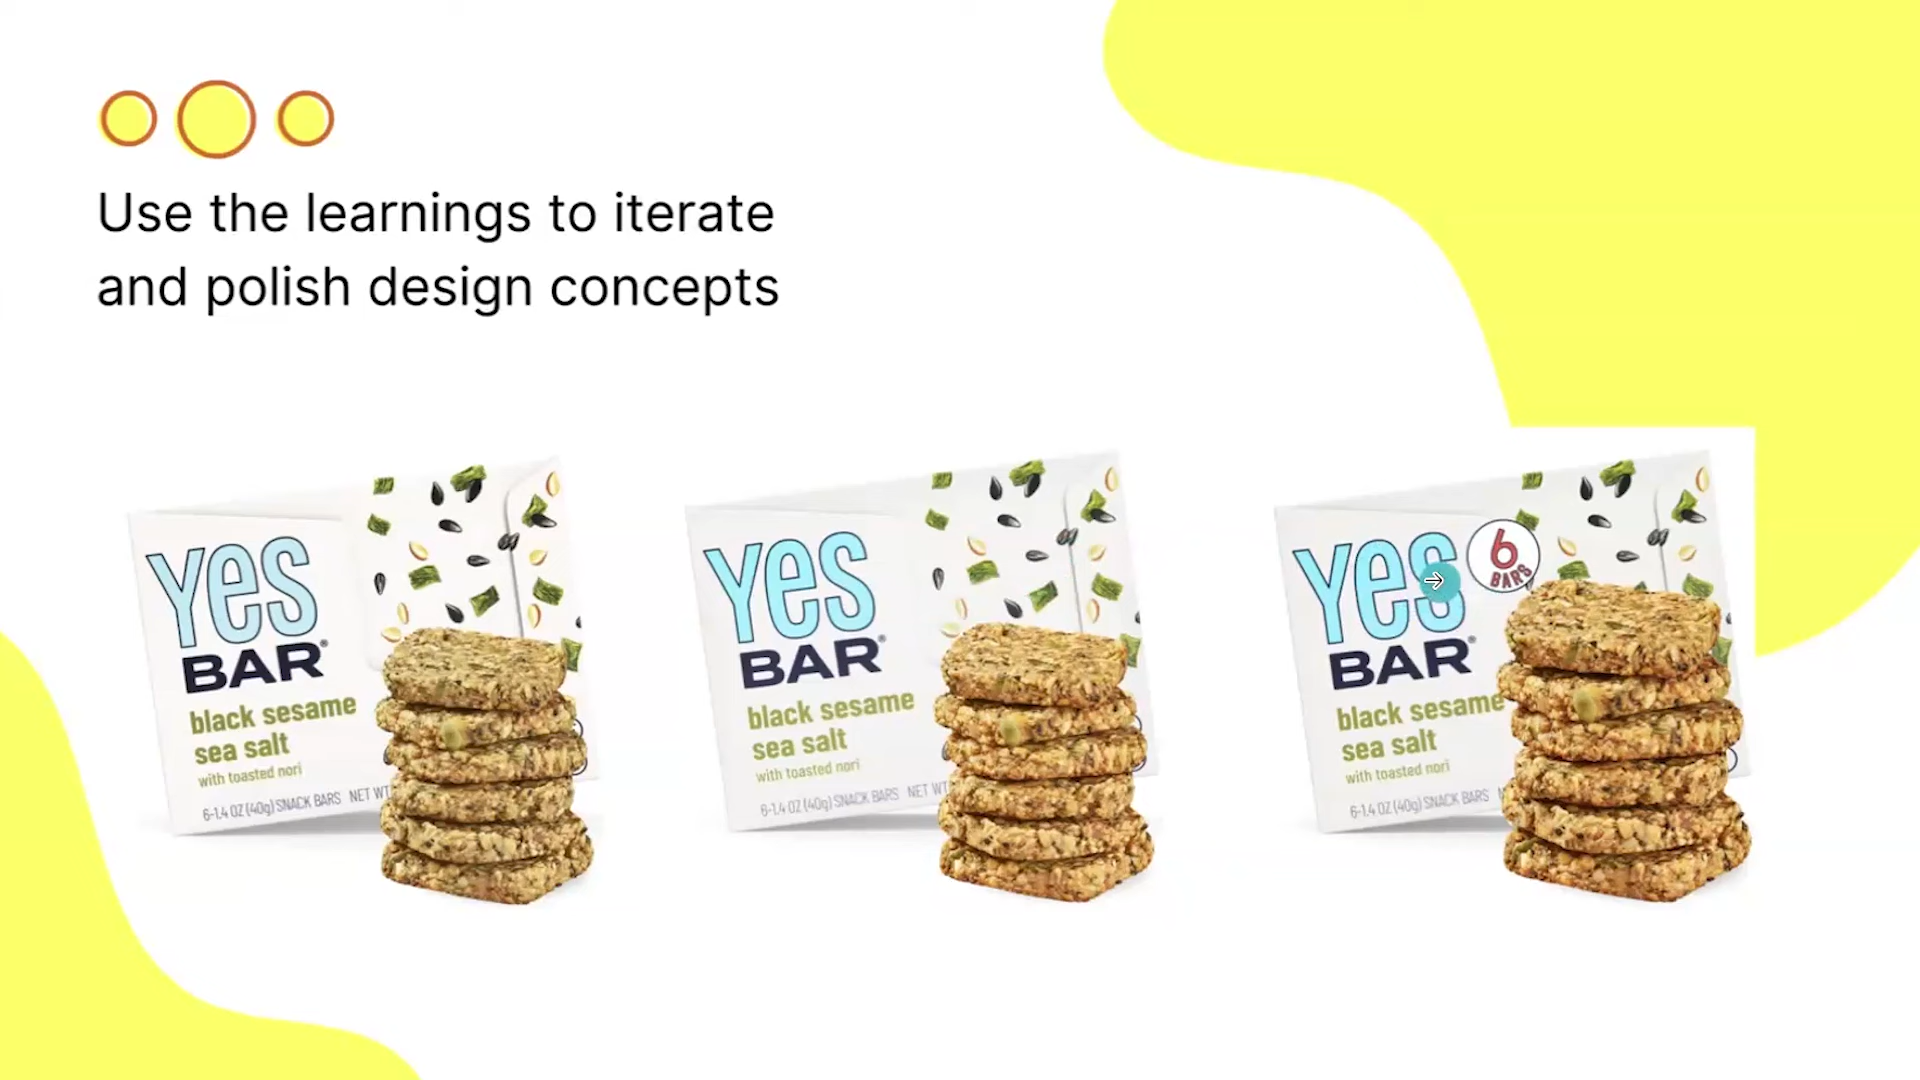 Use the learnings to iterate
and polish design concepts
Yes
BAR®
black sesame
sea salt
with toasted nori
6-1.4 OZ (40g) SNACK BARS NET WT
Yes
BAR®
black sesame
sea salt
with toasted nori
6-1.4 OZ (40g) SNACK BARS NET WT
Yes
6
BARS
BAR®
black sesame
sea salt
with toasted nori
6-1.4 OZ (40g) SNACK BARS